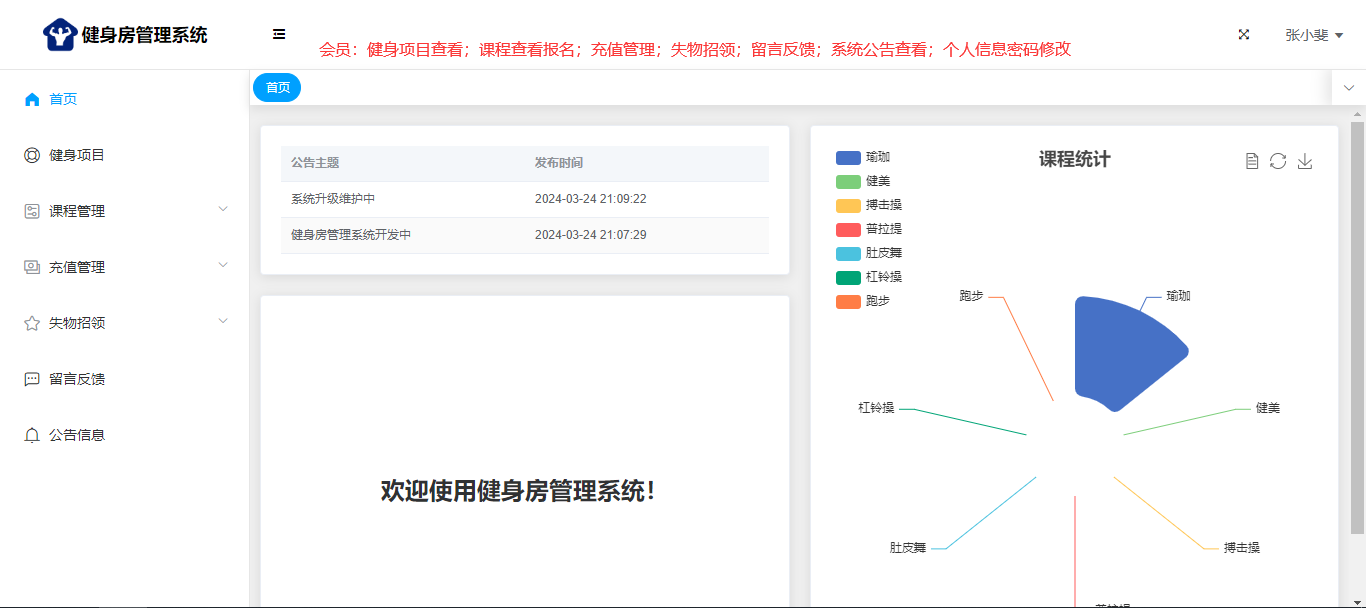 健身房管理系统
会员：健身项目查看；课程查看报名；充值管理；失物招领；留言反馈；系统公告查看；个人信息密码修改
张小斐
首页
健身项目
课程管理
充值管理
失物招领
留言反馈
公告信息
首页
公告主题 发布时间
系统升级维护中 2024-03-24 21:09:22
健身房管理系统开发中 2024-03-24 21:07:29
欢迎使用健身房管理系统！
课程统计
瑜珈
健美
搏击操
普拉提
肚皮舞
杠铃操
跑步
跑步
瑜珈
杠铃操
健美
肚皮舞
搏击操
普拉提